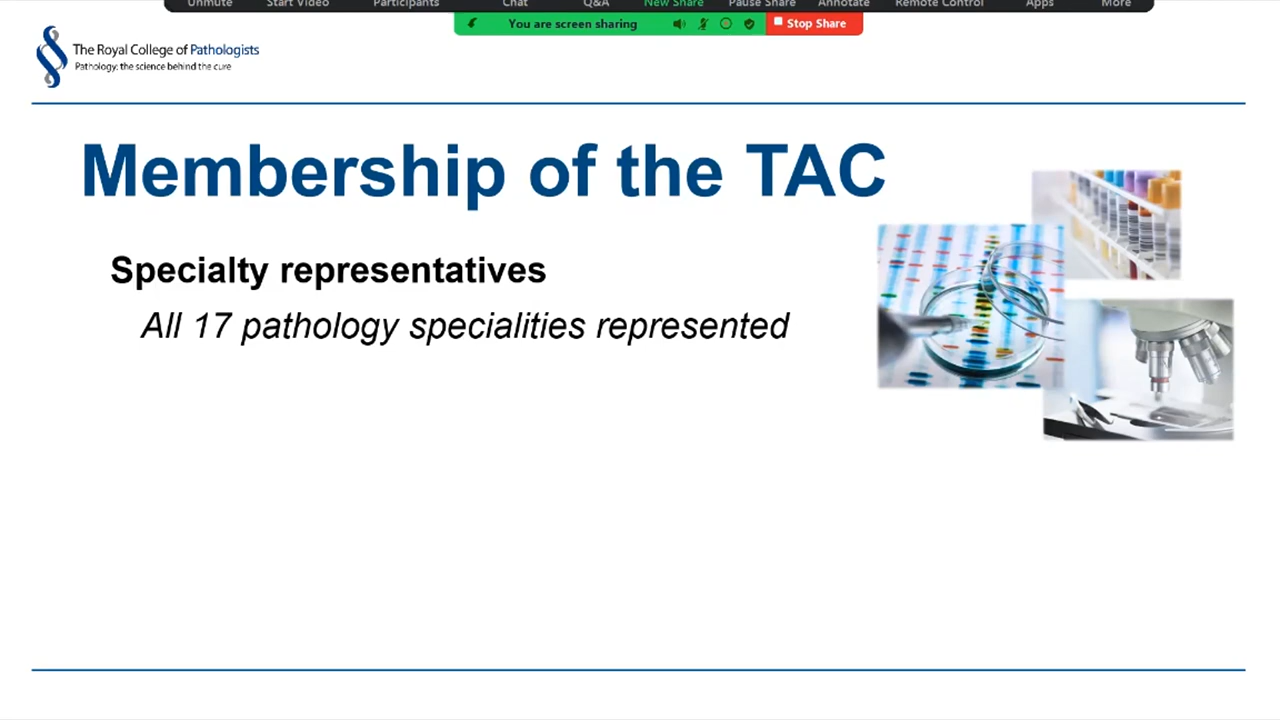 Unmute Start Video Participants Chat Q&A New Share Pause Share Annotate Remote Control Apps More
You are screen sharing Stop Share
The Royal College of Pathologists
Pathology: the science behind the cure
Membership of the TAC
Specialty representatives
All 17 pathology specialities represented